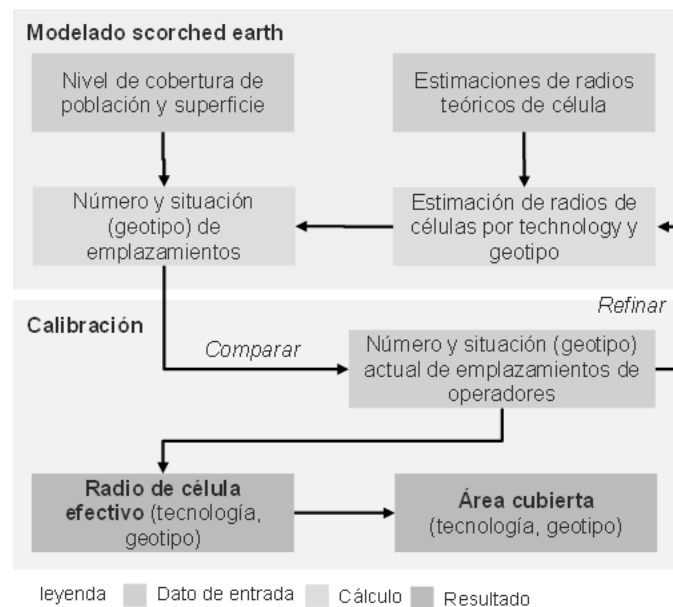 Modelado scorched earth
Nivel de cobertura de
población y superficie
Estimaciones de radios
teóricos de célula
Número y situación
(geotipo) de
emplazamientos
Estimación de radios de
células por technology y
geotipo
Refinar
Calibración
Comparar
Número y situación (geotipo)
actual de emplazamientos de
operadores
Radio de célula
efectivo (tecnología,
geotipo)
Área cubierta
(tecnología, geotipo)
leyenda Dato de entrada Cálculo Resultado